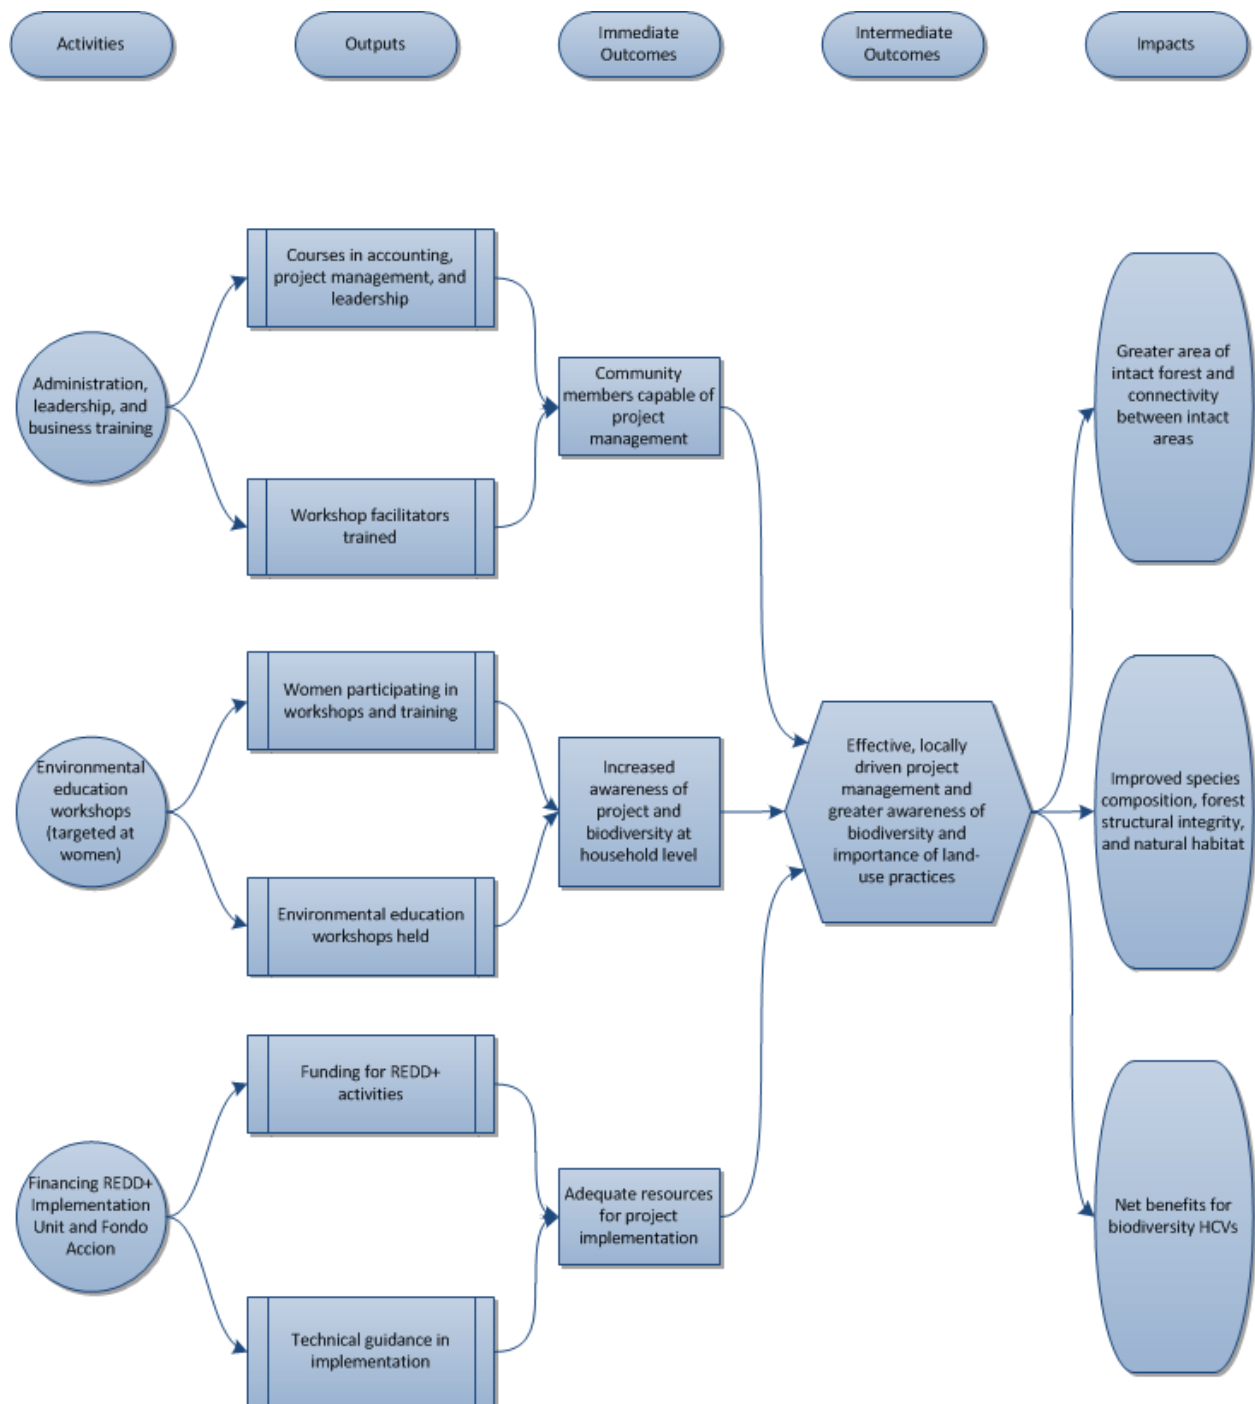 Activities
Outputs
Immediate
Outcomes
Intermediate
Outcomes
Impacts
Courses in accounting,
project management, and
leadership
Administration,
leadership, and
business training
Workshop facilitators
trained
Community
members capable of
project
management
Greater area of
intact forest and
connectivity
between intact
areas
Women participating in
workshops and training
Environmental
education
workshops
(targeted at
women)
Environmental education
workshops held
Increased
awareness of
project and
biodiversity at
household level
Effective, locally
driven project
management and
greater awareness of
biodiversity and
importance of land-
use practices
Improved species
composition, forest
structural integrity,
and natural habitat
Funding for REDD+
activities
Financing REDD+
Implementation
Unit and Fondo
Accion
Technical guidance in
implementation
Adequate resources
for project
implementation
Net benefits for
biodiversity HCVs